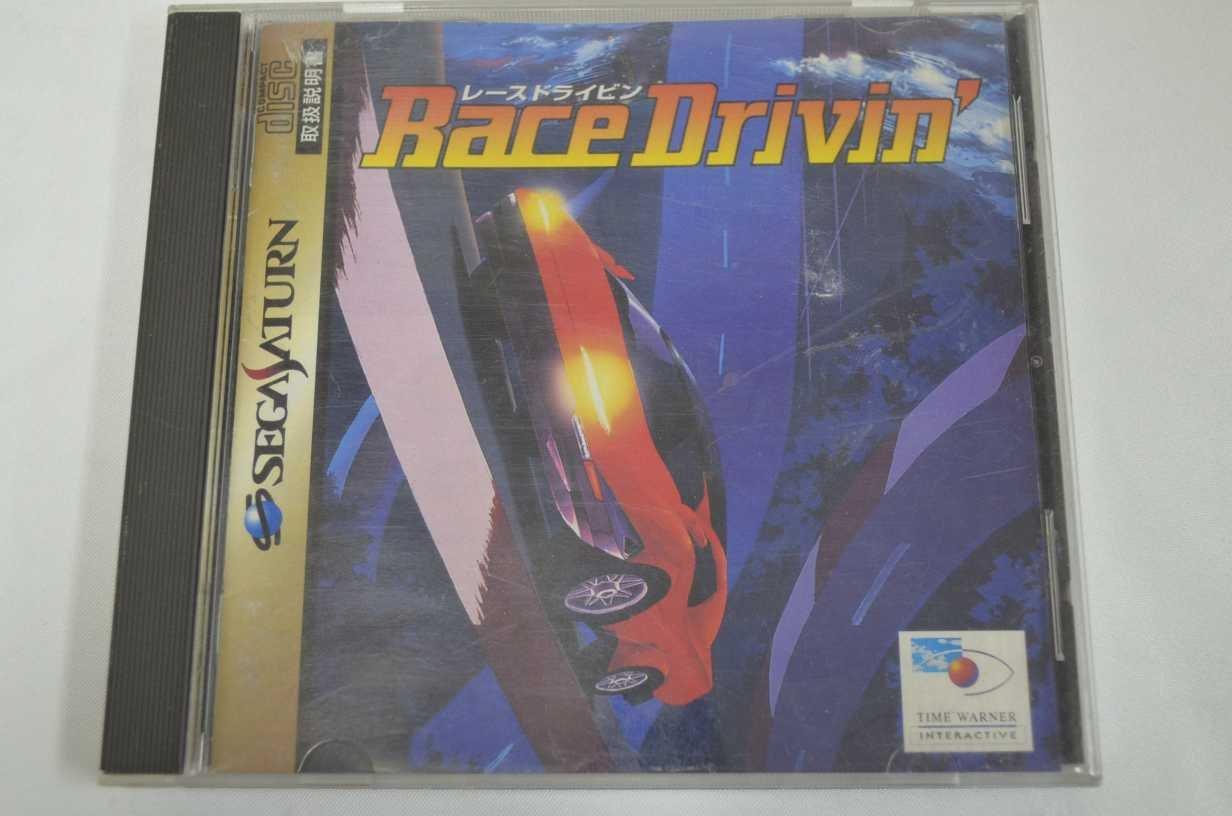 COMPACT
disc
取扱説明書
レースドライビン
Race Drivin'
SEGA SATURN
TIME WARNER
INTERACTIVE